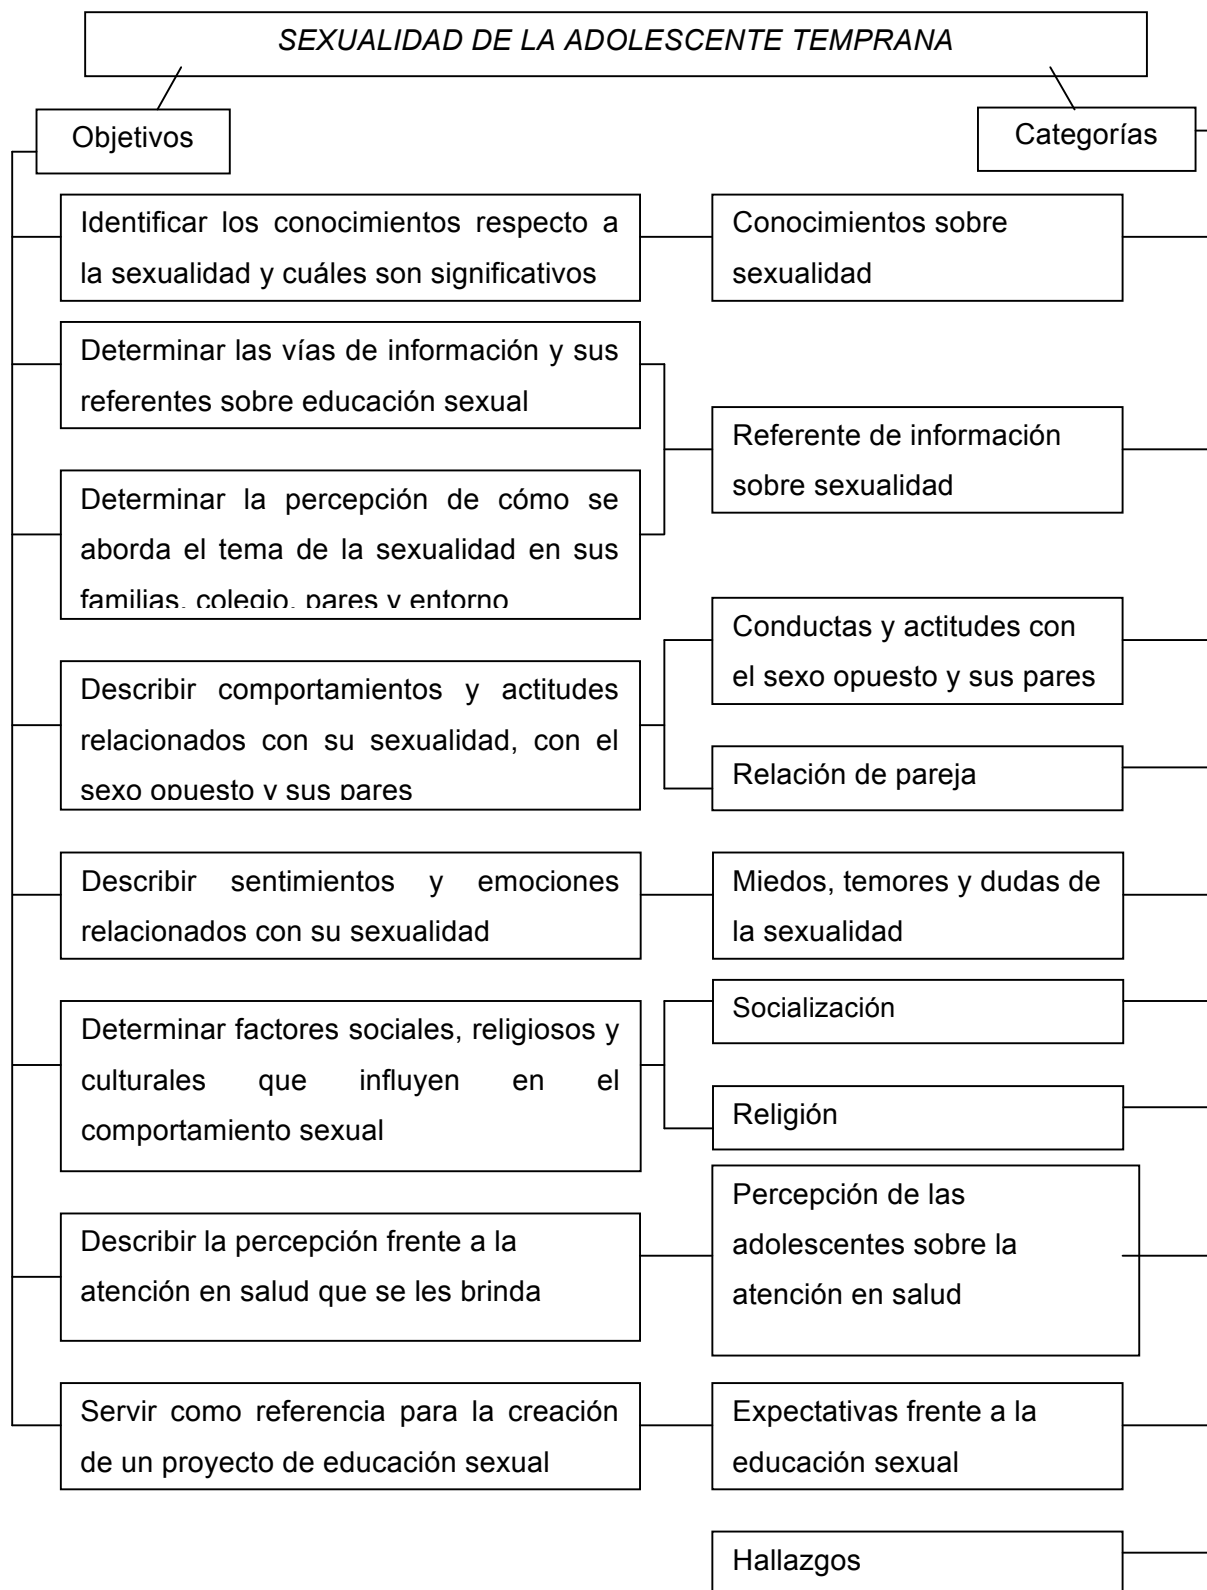 SEXUALIDAD DE LA ADOLESCENTE TEMPRANA
Objetivos
Categorías
Identificar los conocimientos respecto a
la sexualidad y cuáles son significativos
Conocimientos sobre
sexualidad
Determinar las vías de información y sus
referentes sobre educación sexual
Referente de información
sobre sexualidad
Determinar la percepción de cómo se
aborda el tema de la sexualidad en sus
familias, colegio, pares y entorno
Conductas y actitudes con
el sexo opuesto y sus pares
Describir comportamientos y actitudes
relacionados con su sexualidad, con el
sexo opuesto y sus pares
Relación de pareja
Describir sentimientos y emociones
relacionados con su sexualidad
Miedos, temores y dudas de
la sexualidad
Determinar factores sociales, religiosos y
culturales que influyen en el
comportamiento sexual
Socialización
Religión
Describir la percepción frente a la
atención en salud que se les brinda
Percepción de las
adolescentes sobre la
atención en salud
Servir como referencia para la creación
de un proyecto de educación sexual
Expectativas frente a la
educación sexual
Hallazgos